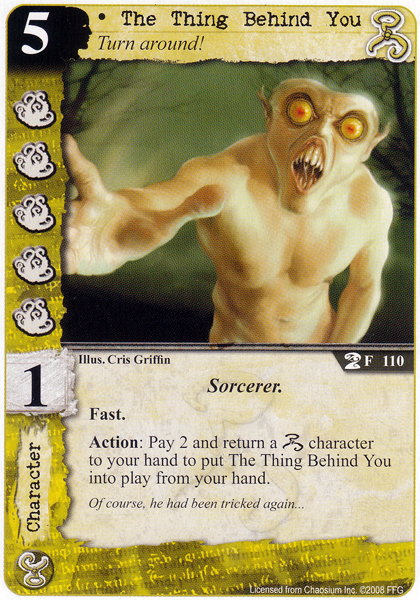 5
• The Thing Behind You
Turn around!
Illus. Cris Griffin
F 110
1
Sorcerer.
Fast.
Action: Pay 2 and return a character
to your hand to put The Thing Behind You
into play from your hand.
Of course, he had been tricked again...
Character
Licensed from Chaosium Inc. ©2008 FFG